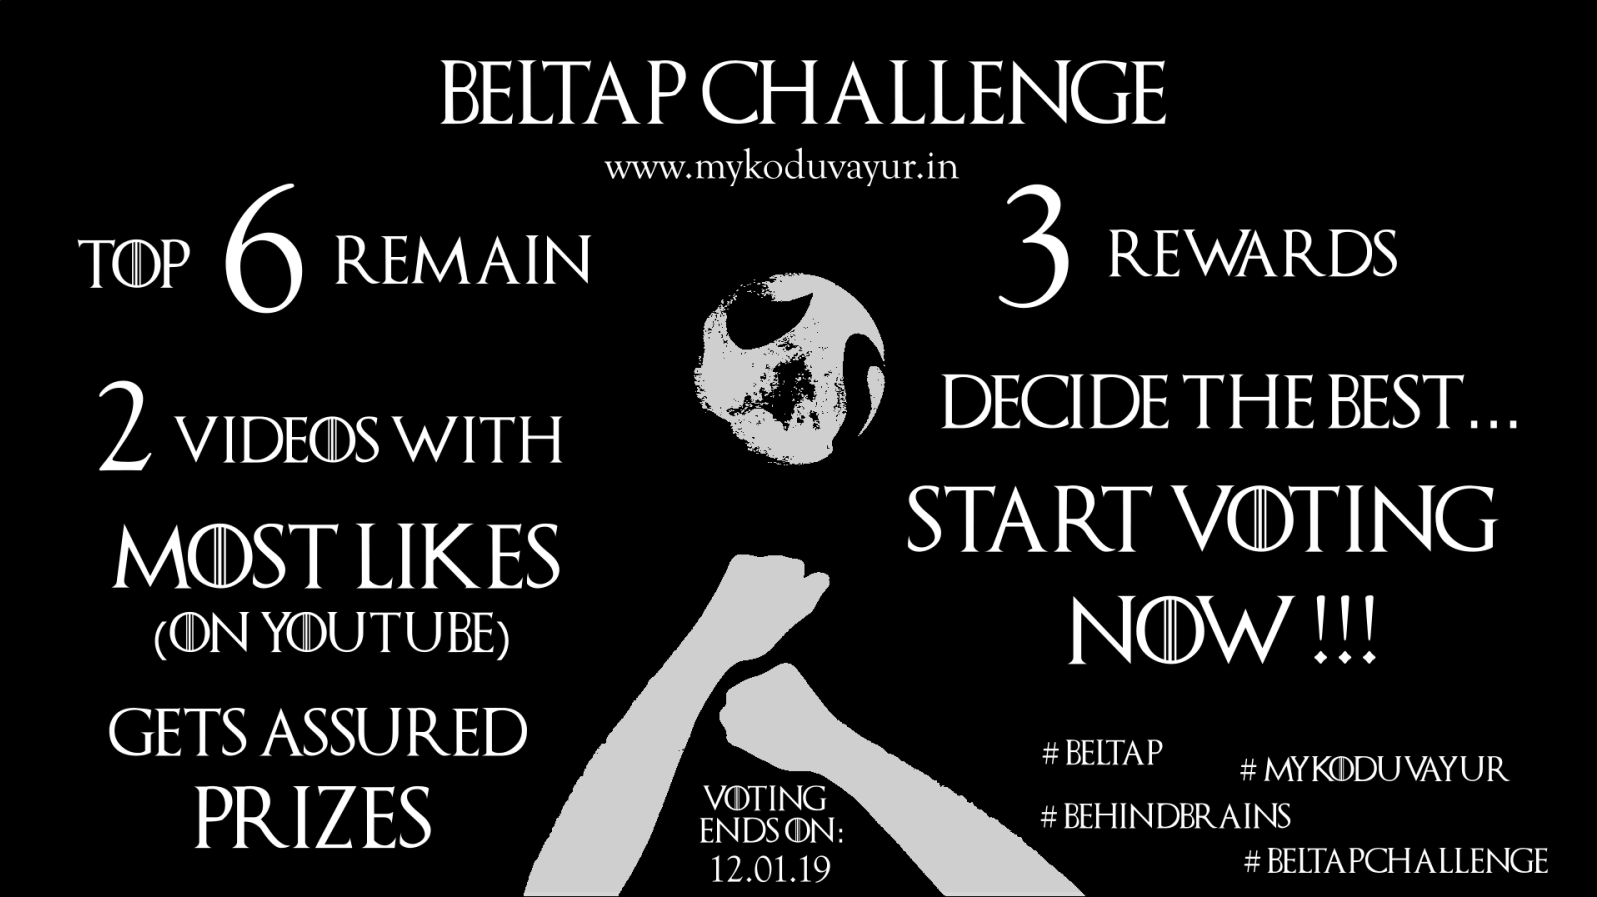 BELTAP CHALLENGE
www.mykoduvayur.in
TOP 6 REMAIN
2 VIDEOS WITH
MOST LIKES
(ON YOUTUBE)
GETS ASSURED
PRIZES
3 REWARDS
DECIDE THE BEST...
START VOTING
NOW !!!
VOTING
ENDS ON:
12.01.19
# BELTAP
# MYKODUVAYUR
# BEHINDBRAINS
# BELTAPCHALLENGE